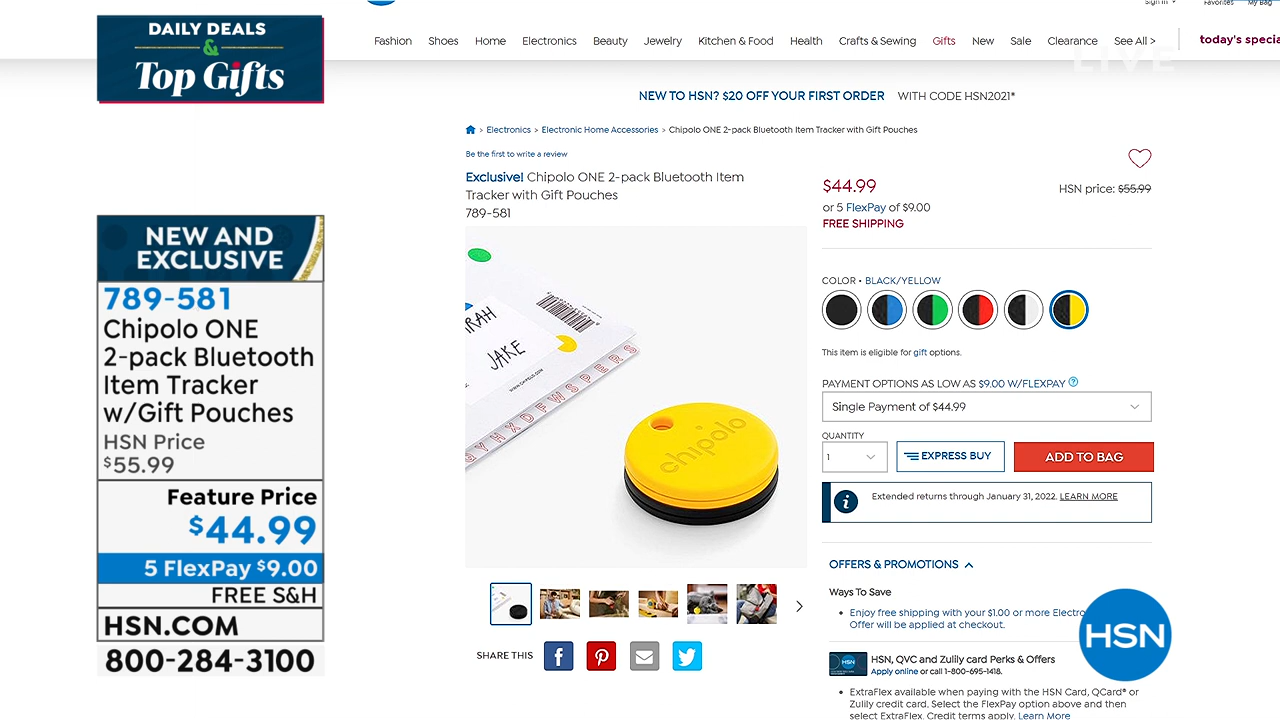 DAILY DEALS
&
Top Gifts
Sign In
Favorites
My Bag
Fashion Shoes Home Electronics Beauty Jewelry Kitchen & Food Health Crafts & Sewing Gifts New Sale Clearance See All >
today's specia
LIVE
NEW TO HSN? $20 OFF YOUR FIRST ORDER WITH CODE HSN2021*
> Electronics > Electronic Home Accessories > Chipolo ONE 2-pack Bluetooth Item Tracker with Gift Pouches
Be the first to write a review
Exclusive! Chipolo ONE 2-pack Bluetooth Item
Tracker with Gift Pouches
789-581
$44.99
HSN price: $55.99
or 5 FlexPay of $9.00
FREE SHIPPING
NEW AND
EXCLUSIVE
789-581
Chipolo ONE
2-pack Bluetooth
Item Tracker
w/Gift Pouches
HSN Price
$55.99
Feature Price
$44.99
5 FlexPay $9.00
FREE S&H
HSN.COM
800-284-3100
JAKE
chipolo
COLOR • BLACK/YELLOW
This item is eligible for gift options.
PAYMENT OPTIONS AS LOW AS $9.00 W/FLEXPAY ?
Single Payment of $44.99
QUANTITY
1
EXPRESS BUY
ADD TO BAG
i Extended returns through January 31, 2022. LEARN MORE
OFFERS & PROMOTIONS
Ways To Save
• Enjoy free shipping with your $1.00 or more Electro
Offer will be applied at checkout.
HSN
HSN
HSN, QVC and Zulily card Perks & Offers
Apply online or call 1-800-695-1418.
• ExtraFlex available when paying with the HSN Card, QCard® or
Zulily credit card. Select the FlexPay option above and then
select ExtraFlex. Credit terms apply. Learn More
SHARE THIS